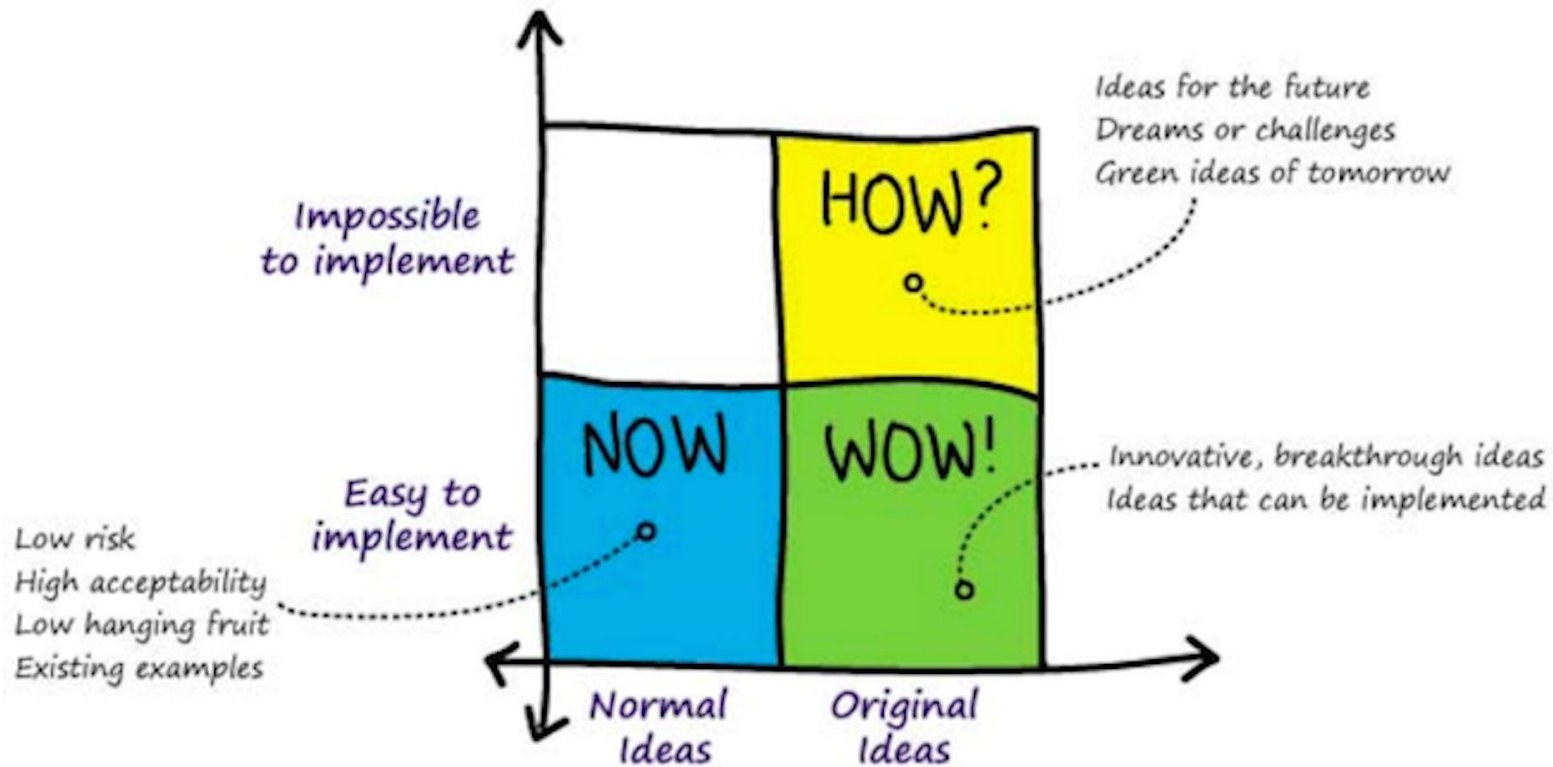 Ideas for the future
Dreams or challenges
Green ideas of tomorrow
HOW?
Impossible
to implement
NOW
WOW!
Innovative, breakthrough ideas
Ideas that can be implemented
Easy to
implement
Low risk
High acceptability
Low hanging fruit
Existing examples
Normal
Ideas
Original
Ideas